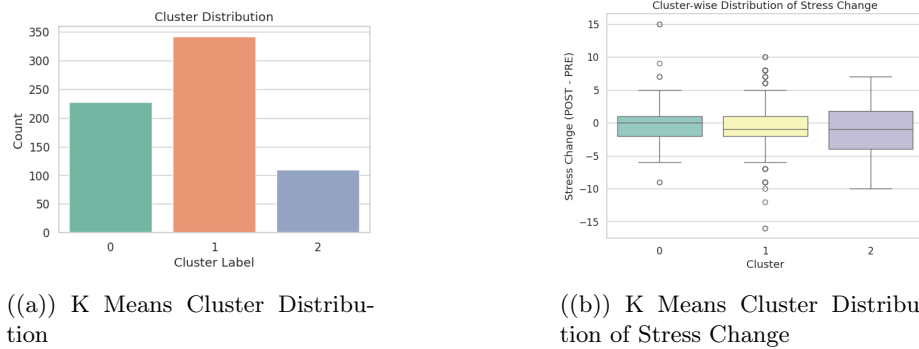 Cluster Distribution
350
300
250
200
150
100
50
0
Count
0 1 2
Cluster Label
((a)) K Means Cluster Distribu-
tion
Cluster-wise Distribution of Stress Change
15
10
5
0
−5
−10
−15
Stress Change (POST - PRE)
0 1 2
Cluster
((b)) K Means Cluster Distribu
tion of Stress Change